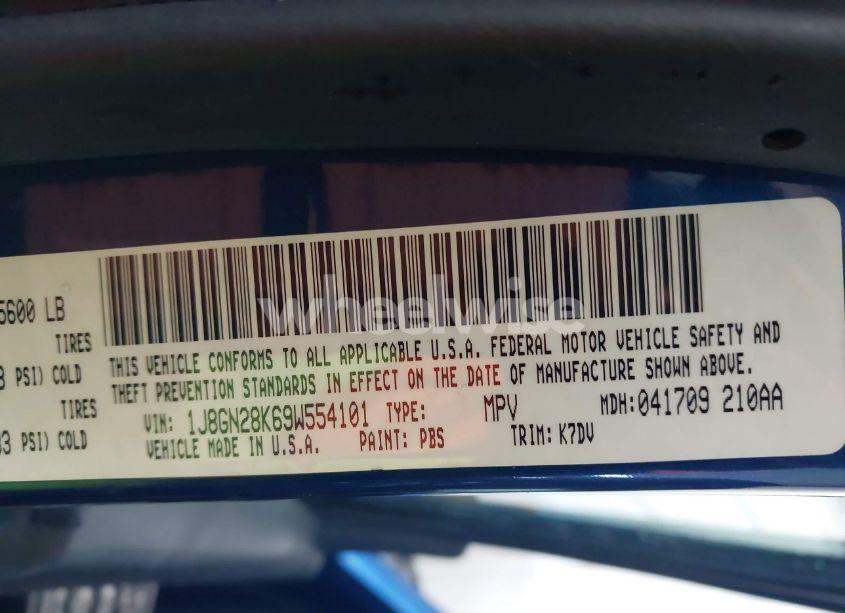 5600 LB
TIRES
PSI) COLD
TIRES
33 PSI) COLD
THIS VEHICLE CONFORMS TO ALL APPLICABLE U.S.A. FEDERAL MOTOR VEHICLE SAFETY AND
THEFT PREVENTION STANDARDS IN EFFECT ON THE DATE OF MANUFACTURE SHOWN ABOVE.
VIN: 1J8GN28K69W554101 TYPE: MPV MDH:041709 210AA
VEHICLE MADE IN U.S.A. PAINT: PBS TRIM: K7DV
wheelwise